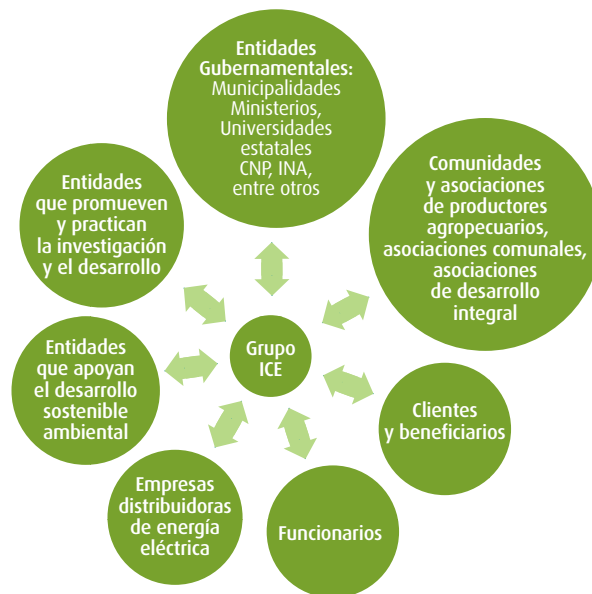 Entidades
Gubernamentales:
Municipalidades
Ministerios,
Universidades
estatales
CNP, INA,
entre otros
Comunidades
y asociaciones
de productores
agropecuarios,
asociaciones comunales,
asociaciones
de desarrollo
integral
Clientes
y beneficiarios
Funcionarios
Empresas
distribuidoras
de energía
eléctrica
Entidades
que apoyan
el desarrollo
sostenible
ambiental
Entidades
que promueven
y practican
la investigación
y el desarrollo
Grupo
ICE